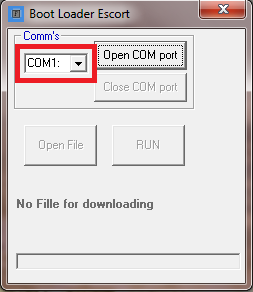 Boot Loader Escort
Comm's
COM1:
Open COM port
Close COM port
Open File
RUN
No Fille for downloading